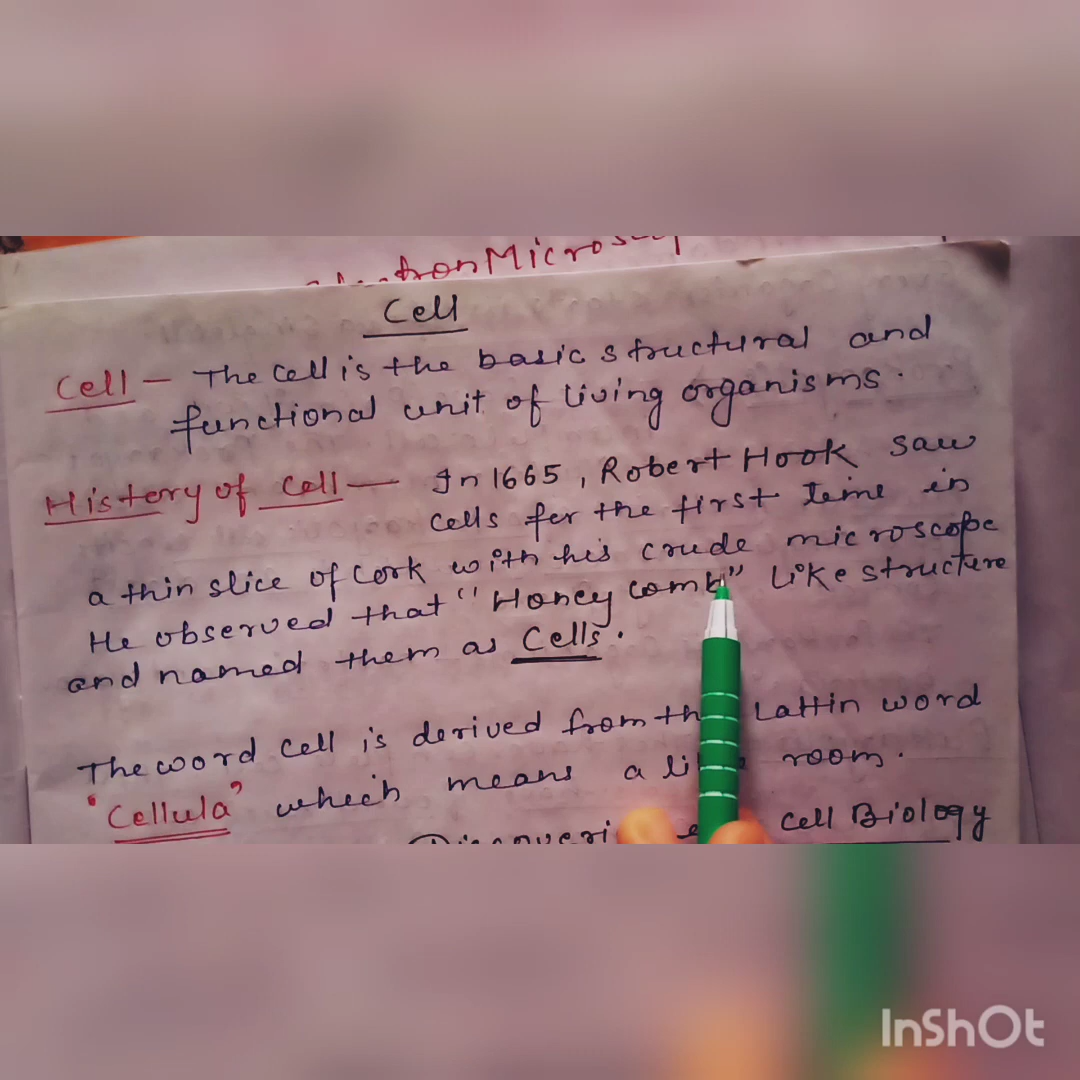 Cell
Cell - The cell is the basic structural and
functional unit of living organisms.
Histery of cell - In 1665, Robert Hook saw
cells for the first time in
a thin slice of cork with his crude microscope
He observed that "Honey comb" like structure
and named them as Cells.
The word cell is derived from the Lattin word
"Cellula" which means a room.
cell Biology
InShOt